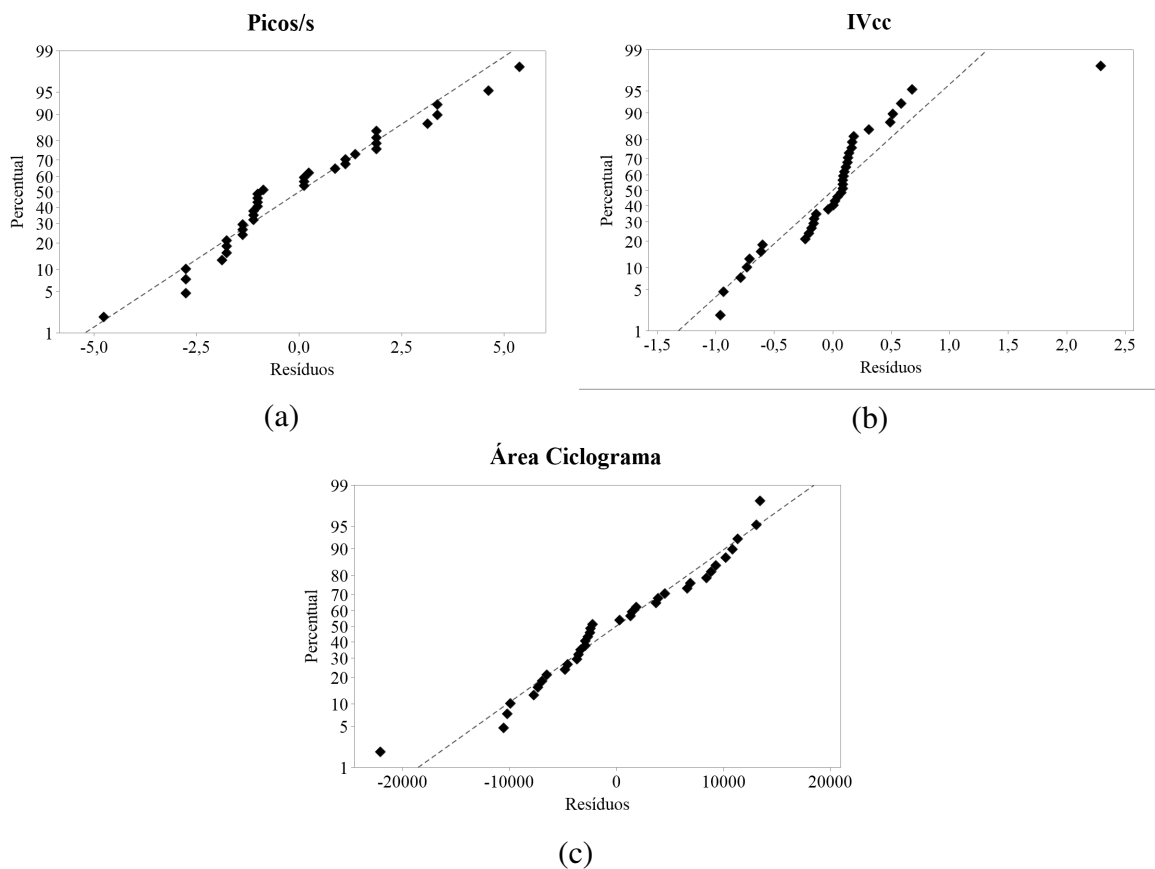 Picos/s
99
95
90
80
70
60
50
40
30
20
10
5
1
Percentual
-5,0 -2,5 0,0 2,5 5,0
Resíduos
(a)
IVcc
99
95
90
80
70
60
50
40
30
20
10
5
1
Percentual
-1,5 -1,0 -0,5 0,0 0,5 1,0 1,5 2,0 2,5
Resíduos
(b)
Área Ciclograma
99
95
90
80
70
60
50
40
30
20
10
5
1
Percentual
-20000 -10000 0 10000 20000
Resíduos
(c)